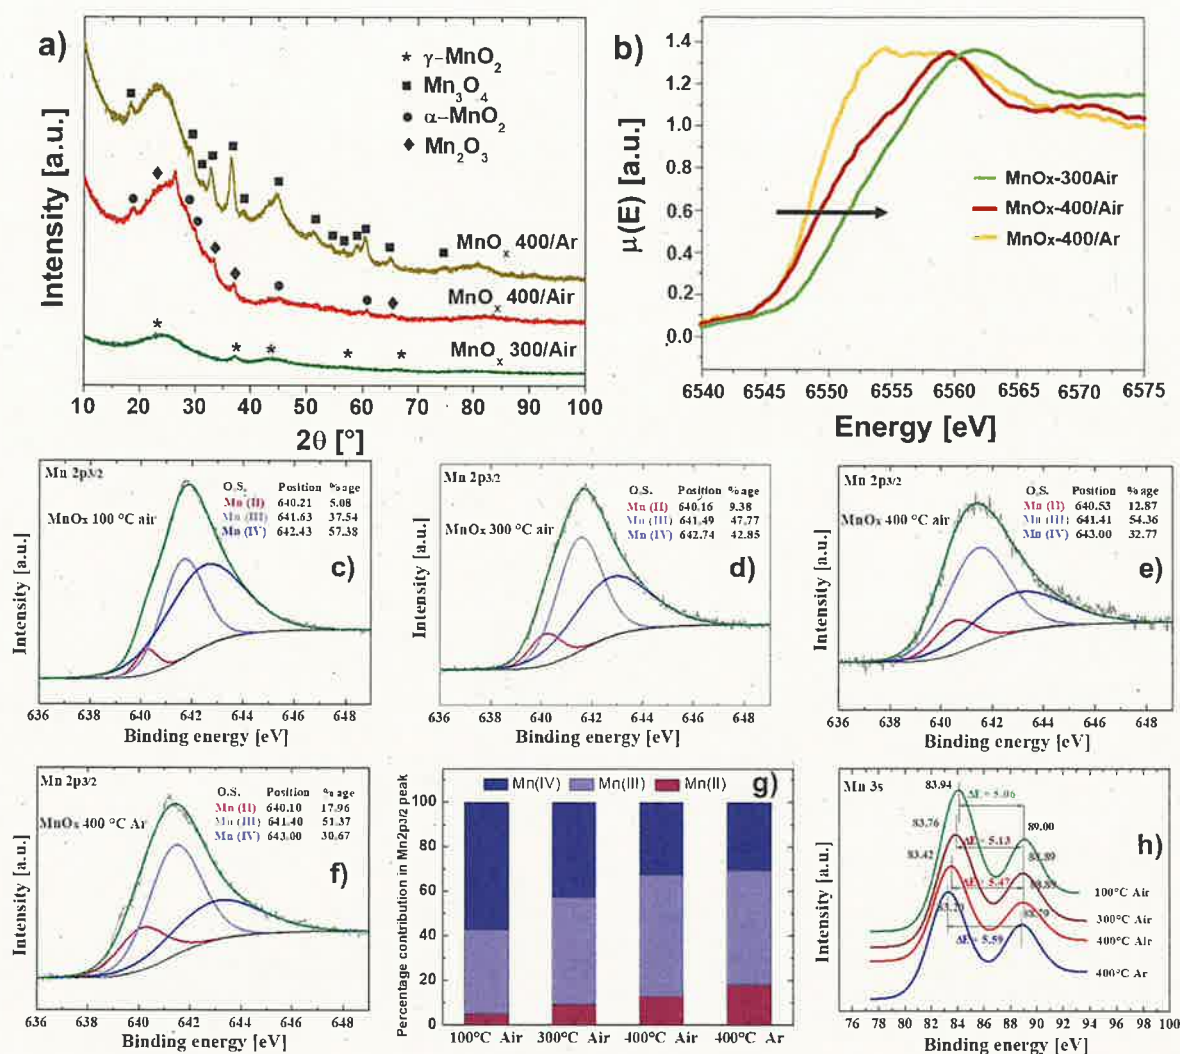 a)
* γ-MnO2
■ Mn3O4
● α-MnO2
◆ Mn2O3
MnOx 400/Ar
MnOx 400/Air
MnOx 300/Air
Intensity [a.u.]
10 20 30 40 50 60 70 80 90 100
2θ [°]
b)
1.4
1.2
1.0
0.8
0.6
0.4
0.2
0.0
μ(E) [a.u.]
MnOx-300Air
MnOx-400/Air
MnOx-400/Ar
6540 6545 6550 6555 6560 6565 6570 6575
Energy [eV]
Mn 2p3/2
O.S. Position %age
Mn (II) 640.21 5.08
Mn (III) 641.63 37.54
Mn (IV) 642.43 57.38
MnOx 100 °C air
c)
Intensity [a.u.]
636 638 640 642 644 646 648
Binding energy [eV]
Mn 2p3/2
O.S. Position %age
Mn (II) 640.16 9.38
Mn (III) 641.49 47.77
Mn (IV) 642.74 42.85
MnOx 300 °C air
d)
Intensity [a.u.]
636 638 640 642 644 646 648
Binding energy [eV]
Mn 2p3/2
O.S. Position %age
Mn (II) 640.53 12.87
Mn (III) 641.41 54.36
Mn (IV) 643.00 32.77
MnOx 400 °C air
e)
Intensity [a.u.]
636 638 640 642 644 646 648
Binding energy [eV]
Mn 2p3/2
O.S. Position %age
Mn (II) 640.10 17.96
Mn (III) 641.40 51.37
Mn (IV) 643.00 30.67
MnOx 400 °C Ar
f)
Intensity [a.u.]
636 638 640 642 644 646 648
Binding energy [eV]
Mn(IV) Mn(III) Mn(II)
g)
100
80
60
40
20
0
Percentage contribution in Mn2p3/2 peak
100°C Air 300°C Air 400°C Air 400°C Ar
Mn 3s
h)
83.94
ΔE = 5.06
89.00
83.76
ΔE = 5.13
83.42
ΔE = 5.47
ΔE = 5.59
100°C Air
300°C Air
400°C Air
400°C Ar
Intensity [a.u.]
76 78 80 82 84 86 88 90 92 94 96 98 100
Binding energy [eV]